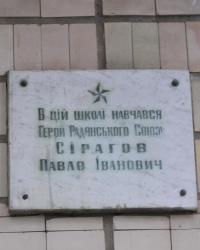 В цій школі навчався
Герой Радянського Союзу
Сірагов
Павло Іванович